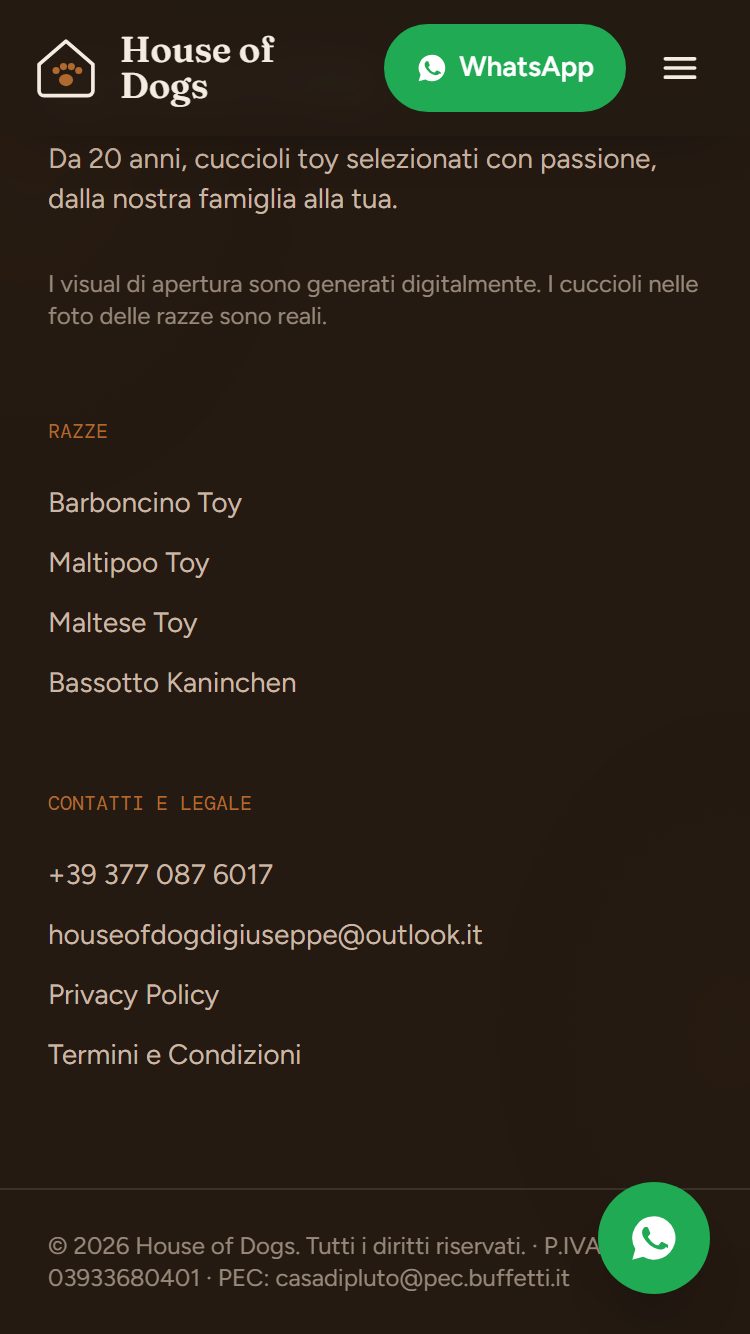 House of
Dogs
WhatsApp
Da 20 anni, cuccioli toy selezionati con passione,
dalla nostra famiglia alla tua.
I visual di apertura sono generati digitalmente. I cuccioli nelle
foto delle razze sono reali.
RAZZE
Barboncino Toy
Maltipoo Toy
Maltese Toy
Bassotto Kaninchen
CONTATTI E LEGALE
+39 377 087 6017
houseofdogdigiuseppe@outlook.it
Privacy Policy
Termini e Condizioni
© 2026 House of Dogs. Tutti i diritti riservati. · P.IVA
03933680401 · PEC: casadipluto@pec.buffetti.it